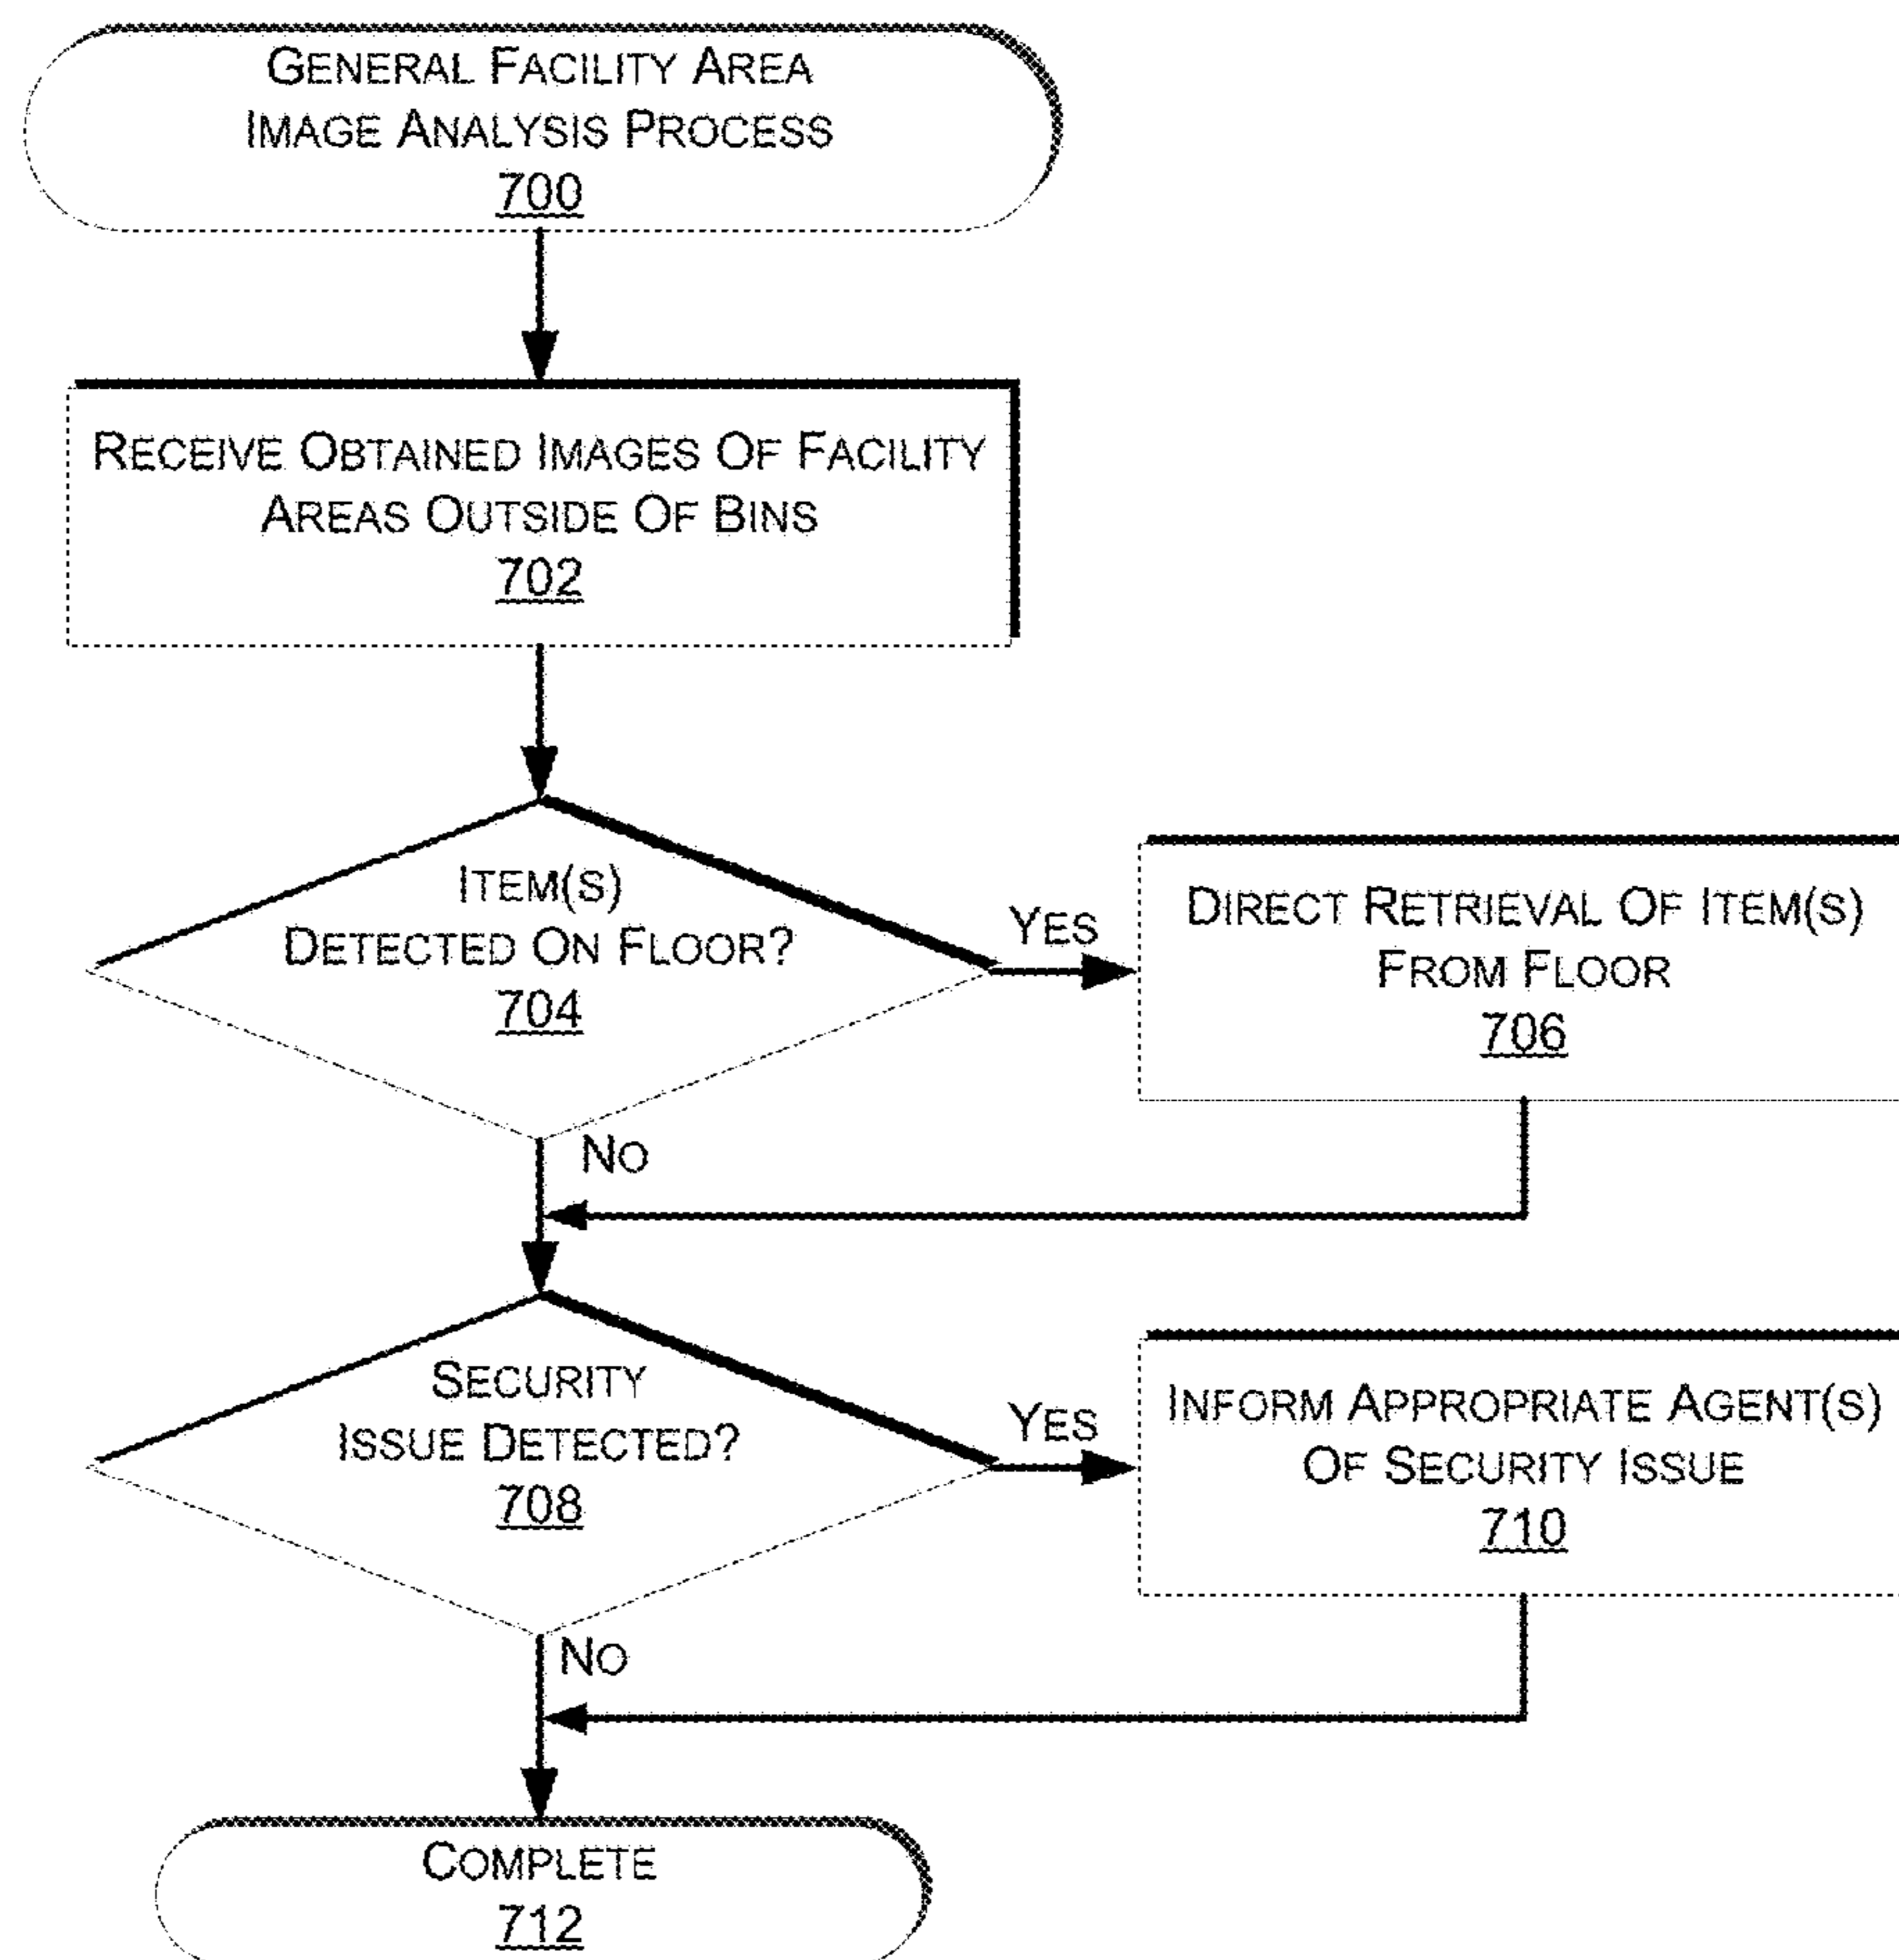 GENERAL FACILITY AREA
IMAGE ANALYSIS PROCESS
700
RECEIVE OBTAINED IMAGES OF FACILITY
AREAS OUTSIDE OF BINS
702
ITEM(S)
DETECTED ON FLOOR?
704
YES
DIRECT RETRIEVAL OF ITEM(S)
FROM FLOOR
706
NO
SECURITY
ISSUE DETECTED?
708
YES
INFORM APPROPRIATE AGENT(S)
OF SECURITY ISSUE
710
NO
COMPLETE
712